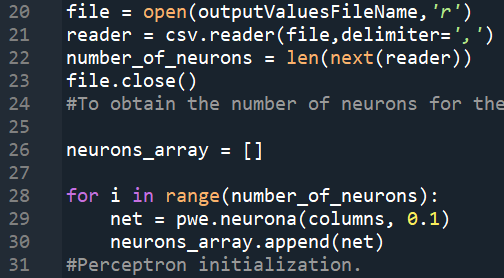 20 file = open(outputValuesFileName,'r')
21 reader = csv.reader(file,delimiter=',')
22 number_of_neurons = len(next(reader))
23 file.close()
24 #To obtain the number of neurons for the
25
26 neurons_array = []
27
28 for i in range(number_of_neurons):
29     net = pwe.neurona(columns, 0.1)
30     neurons_array.append(net)
31 #Perceptron initialization.